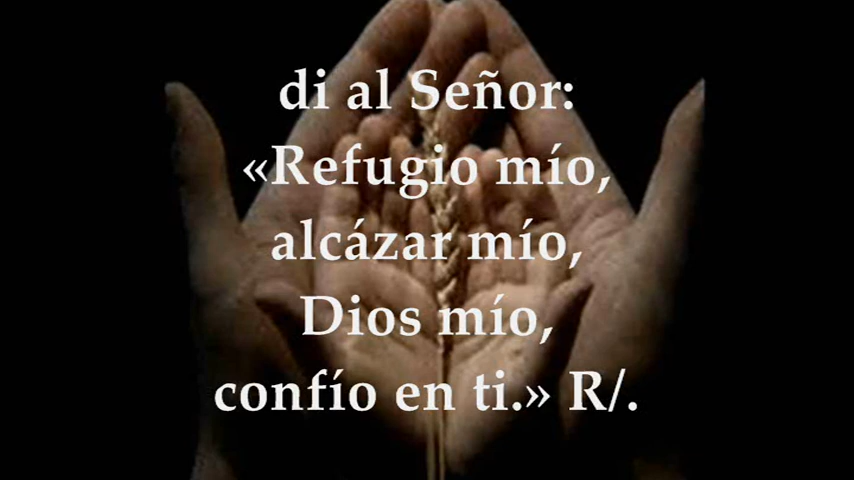 di al Señor:
«Refugio mío,
alcázar mío,
Dios mío,
confío en ti.» R/.